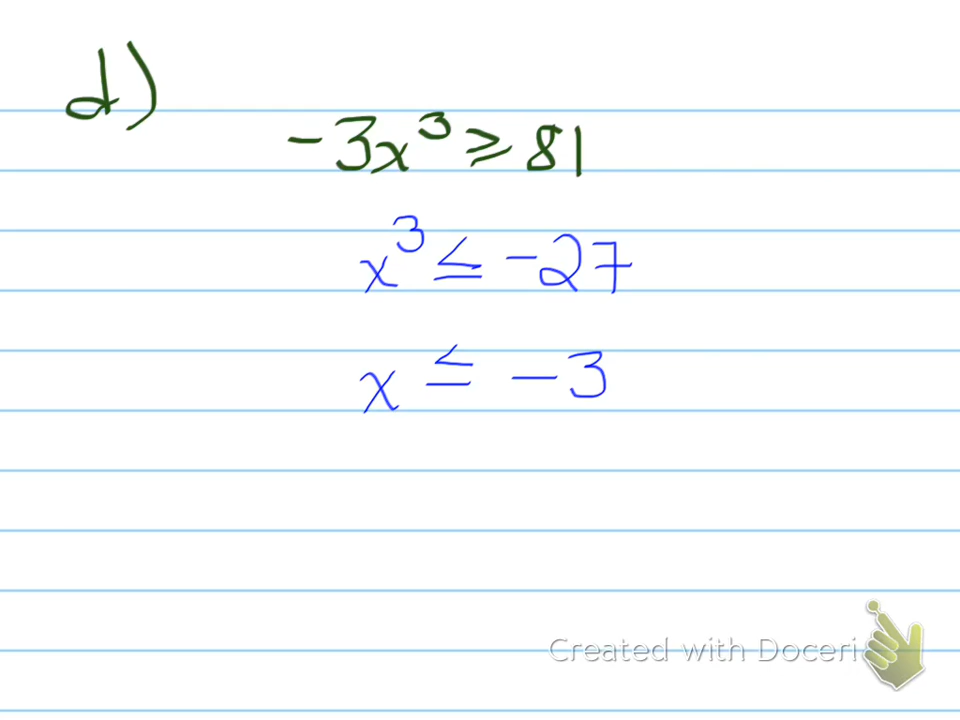 d)
-3x³ ≥ 81
x³ ≤ -27
x ≤ -3
Created with Doceri